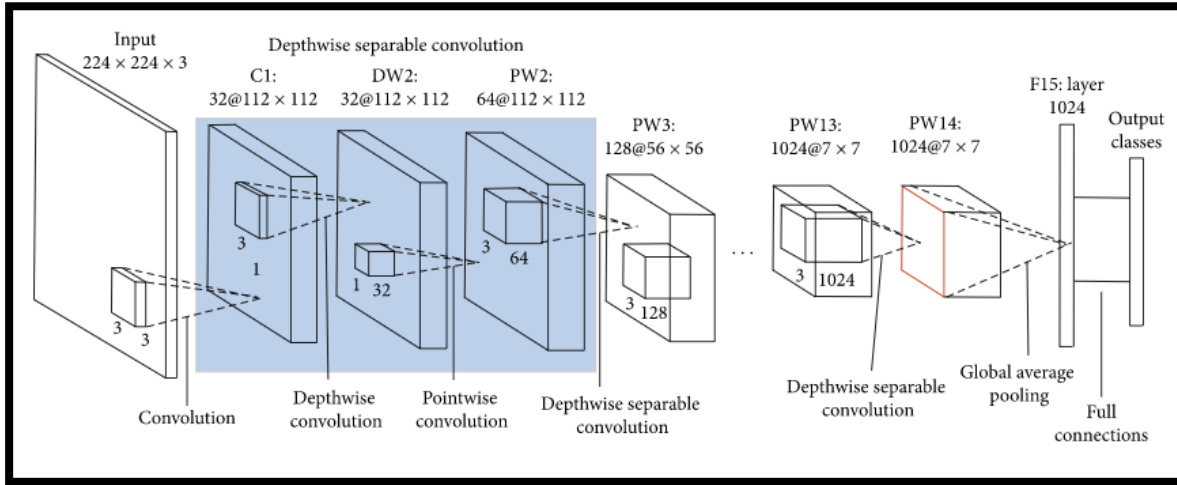 Input
224 × 224 × 3
Depthwise separable convolution
C1:
32@112 × 112
DW2:
32@112 × 112
PW2:
64@112 × 112
PW3:
128@56 × 56
PW13:
1024@7 × 7
PW14:
1024@7 × 7
F15: layer
1024
Output
classes
3
3
3
1
1
32
3
64
3
128
...
3
1024
Convolution
Depthwise
convolution
Pointwise
convolution
Depthwise separable
convolution
Depthwise separable
convolution
Global average
pooling
Full
connections